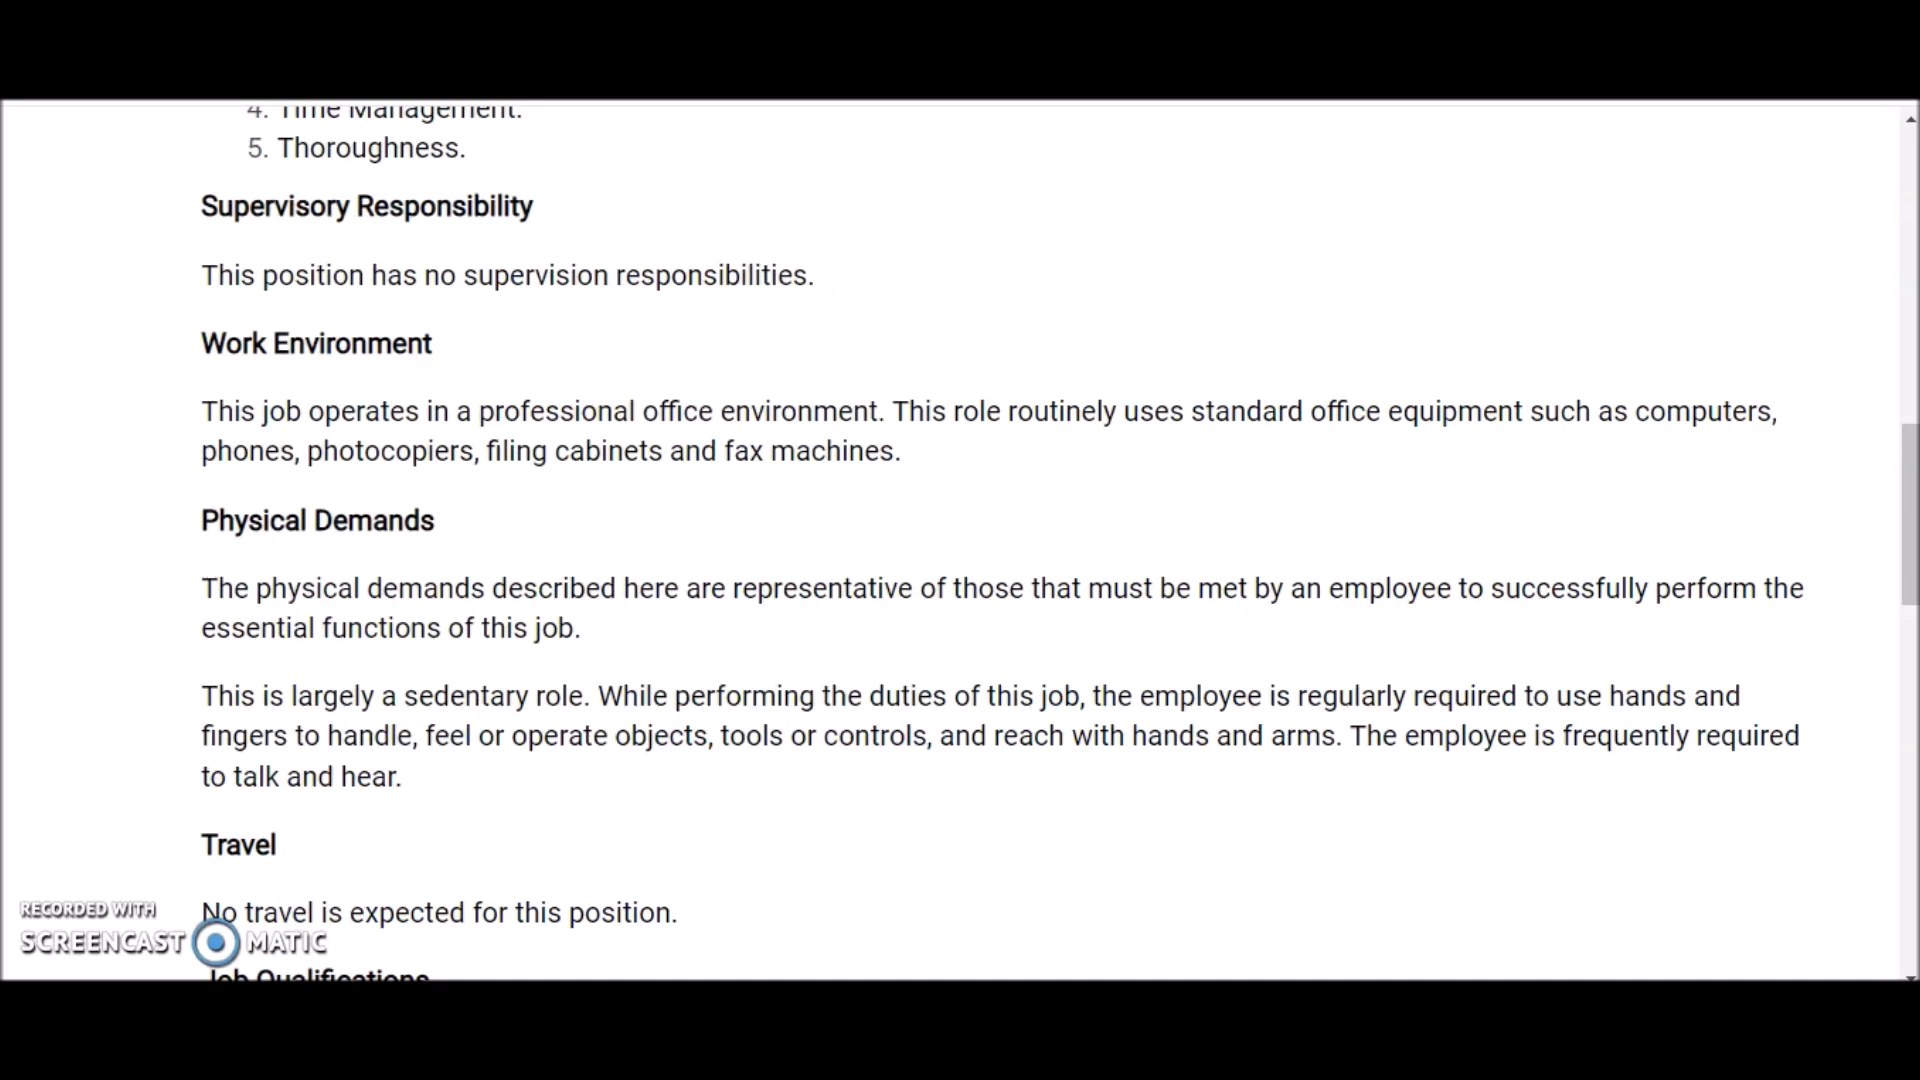 4. Time Management.
5. Thoroughness.
Supervisory Responsibility
This position has no supervision responsibilities.
Work Environment
This job operates in a professional office environment. This role routinely uses standard office equipment such as computers,
phones, photocopiers, filing cabinets and fax machines.
Physical Demands
The physical demands described here are representative of those that must be met by an employee to successfully perform the
essential functions of this job.
This is largely a sedentary role. While performing the duties of this job, the employee is regularly required to use hands and
fingers to handle, feel or operate objects, tools or controls, and reach with hands and arms. The employee is frequently required
to talk and hear.
Travel
No travel is expected for this position.
RECORDED WITH
SCREENCAST MATIC
Job Qualifications